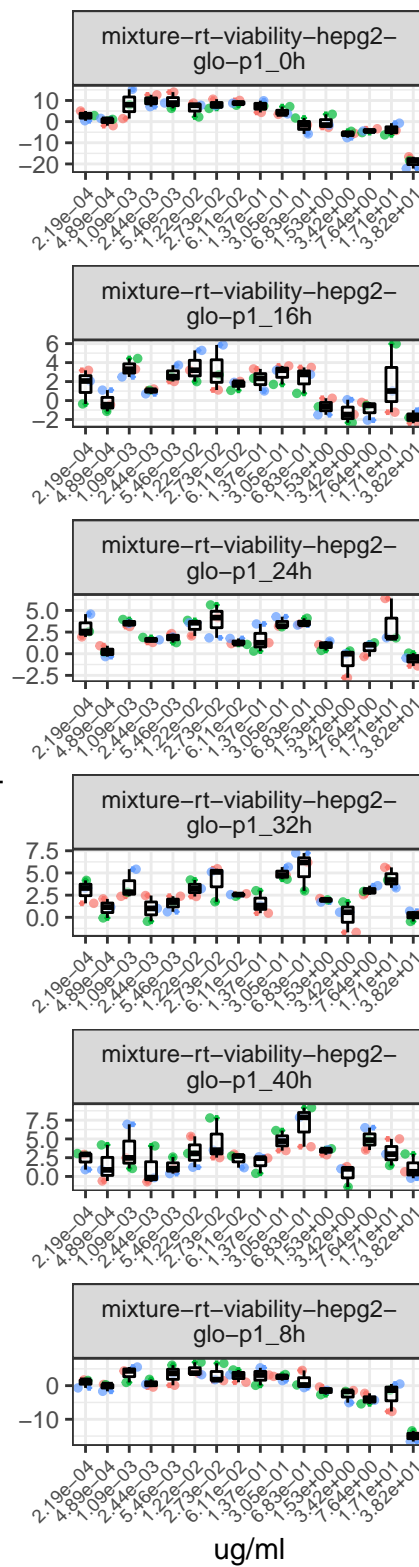 mixture−rt−viability−hepg2−
glo−p1_0h
10
0
−10
−20
2.19e−04
4.89e−04
1.09e−03
2.44e−03
5.46e−03
1.22e−02
2.73e−02
6.11e−02
1.37e−01
3.05e−01
6.83e−01
1.53e+00
3.42e+00
7.64e+00
1.71e+01
3.82e+01
mixture−rt−viability−hepg2−
glo−p1_16h
6
4
2
0
−2
2.19e−04
4.89e−04
1.09e−03
2.44e−03
5.46e−03
1.22e−02
2.73e−02
6.11e−02
1.37e−01
3.05e−01
6.83e−01
1.53e+00
3.42e+00
7.64e+00
1.71e+01
3.82e+01
mixture−rt−viability−hepg2−
glo−p1_24h
5.0
2.5
0.0
−2.5
2.19e−04
4.89e−04
1.09e−03
2.44e−03
5.46e−03
1.22e−02
2.73e−02
6.11e−02
1.37e−01
3.05e−01
6.83e−01
1.53e+00
3.42e+00
7.64e+00
1.71e+01
3.82e+01
mixture−rt−viability−hepg2−
glo−p1_32h
7.5
5.0
2.5
0.0
2.19e−04
4.89e−04
1.09e−03
2.44e−03
5.46e−03
1.22e−02
2.73e−02
6.11e−02
1.37e−01
3.05e−01
6.83e−01
1.53e+00
3.42e+00
7.64e+00
1.71e+01
3.82e+01
mixture−rt−viability−hepg2−
glo−p1_40h
7.5
5.0
2.5
0.0
2.19e−04
4.89e−04
1.09e−03
2.44e−03
5.46e−03
1.22e−02
2.73e−02
6.11e−02
1.37e−01
3.05e−01
6.83e−01
1.53e+00
3.42e+00
7.64e+00
1.71e+01
3.82e+01
mixture−rt−viability−hepg2−
glo−p1_8h
0
−10
2.19e−04
4.89e−04
1.09e−03
2.44e−03
5.46e−03
1.22e−02
2.73e−02
6.11e−02
1.37e−01
3.05e−01
6.83e−01
1.53e+00
3.42e+00
7.64e+00
1.71e+01
3.82e+01
ug/ml